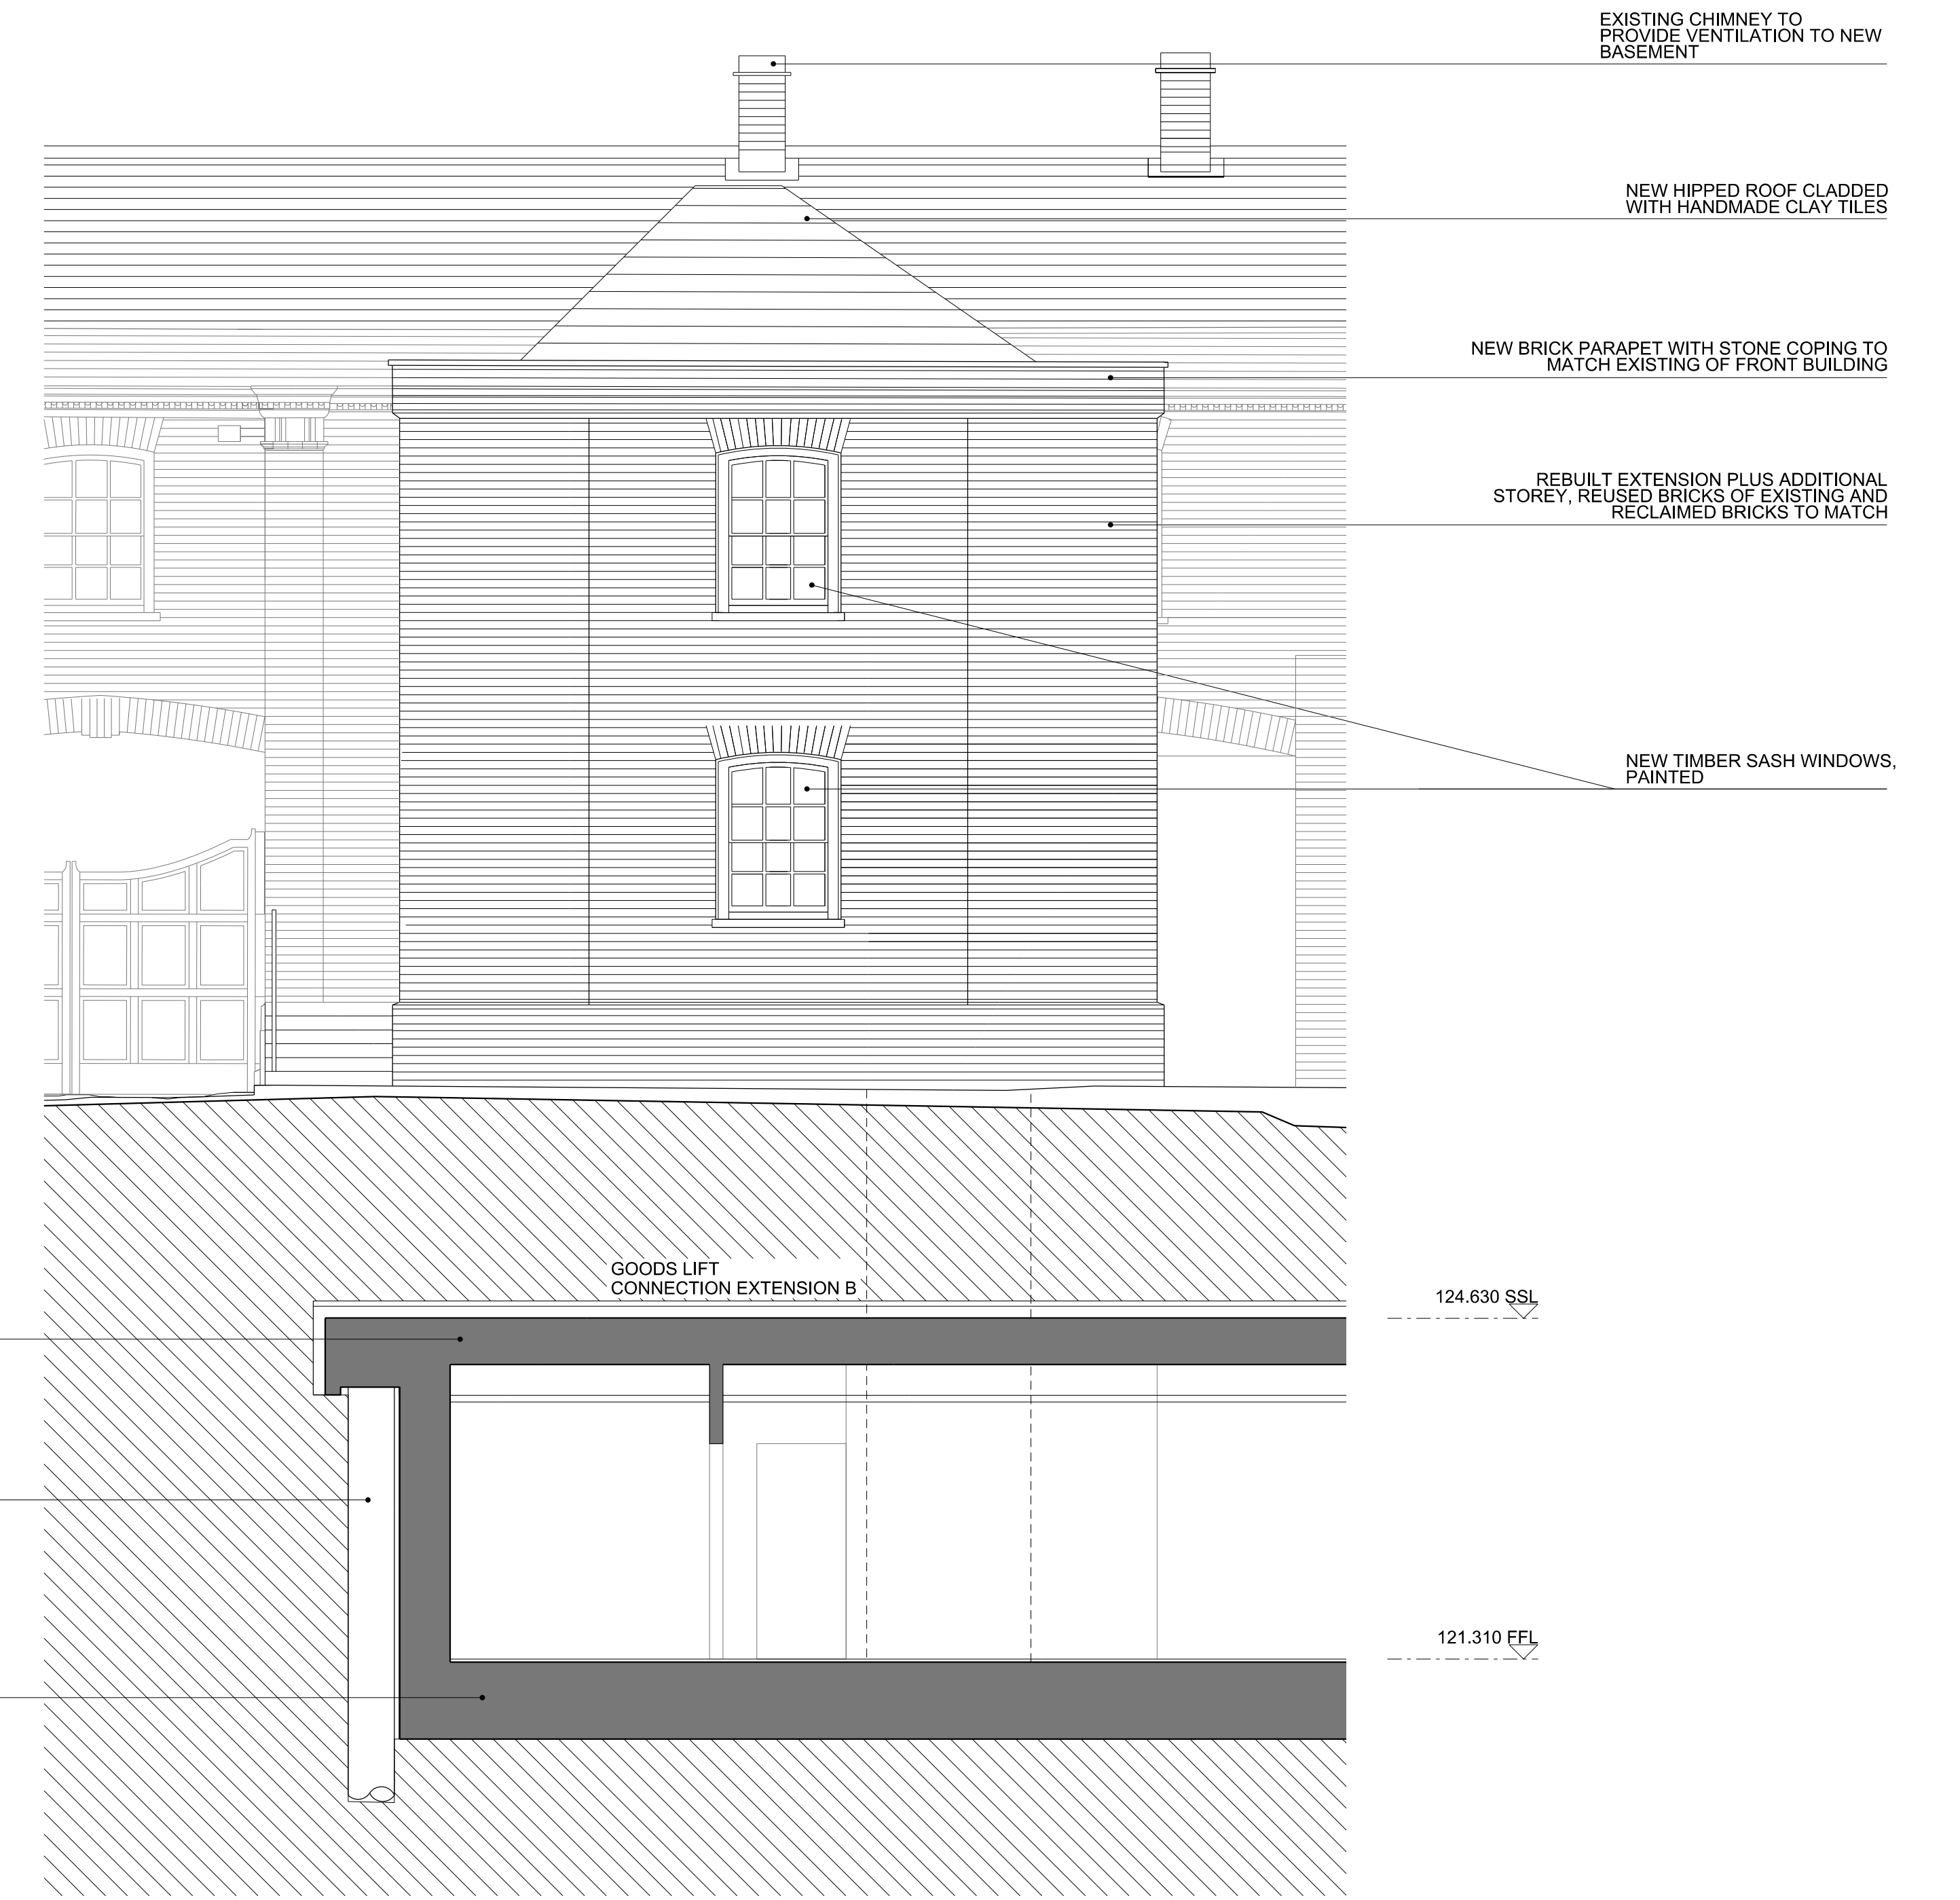 EXISTING CHIMNEY TO
PROVIDE VENTILATION TO NEW
BASEMENT
NEW HIPPED ROOF CLADDED
WITH HANDMADE CLAY TILES
NEW BRICK PARAPET WITH STONE COPING TO
MATCH EXISTING OF FRONT BUILDING
REBUILT EXTENSION PLUS ADDITIONAL
STOREY, REUSED BRICKS OF EXISTING AND
RECLAIMED BRICKS TO MATCH
NEW TIMBER SASH WINDOWS,
PAINTED
GOODS LIFT
CONNECTION EXTENSION B
124.630 SSL
121.310 FFL